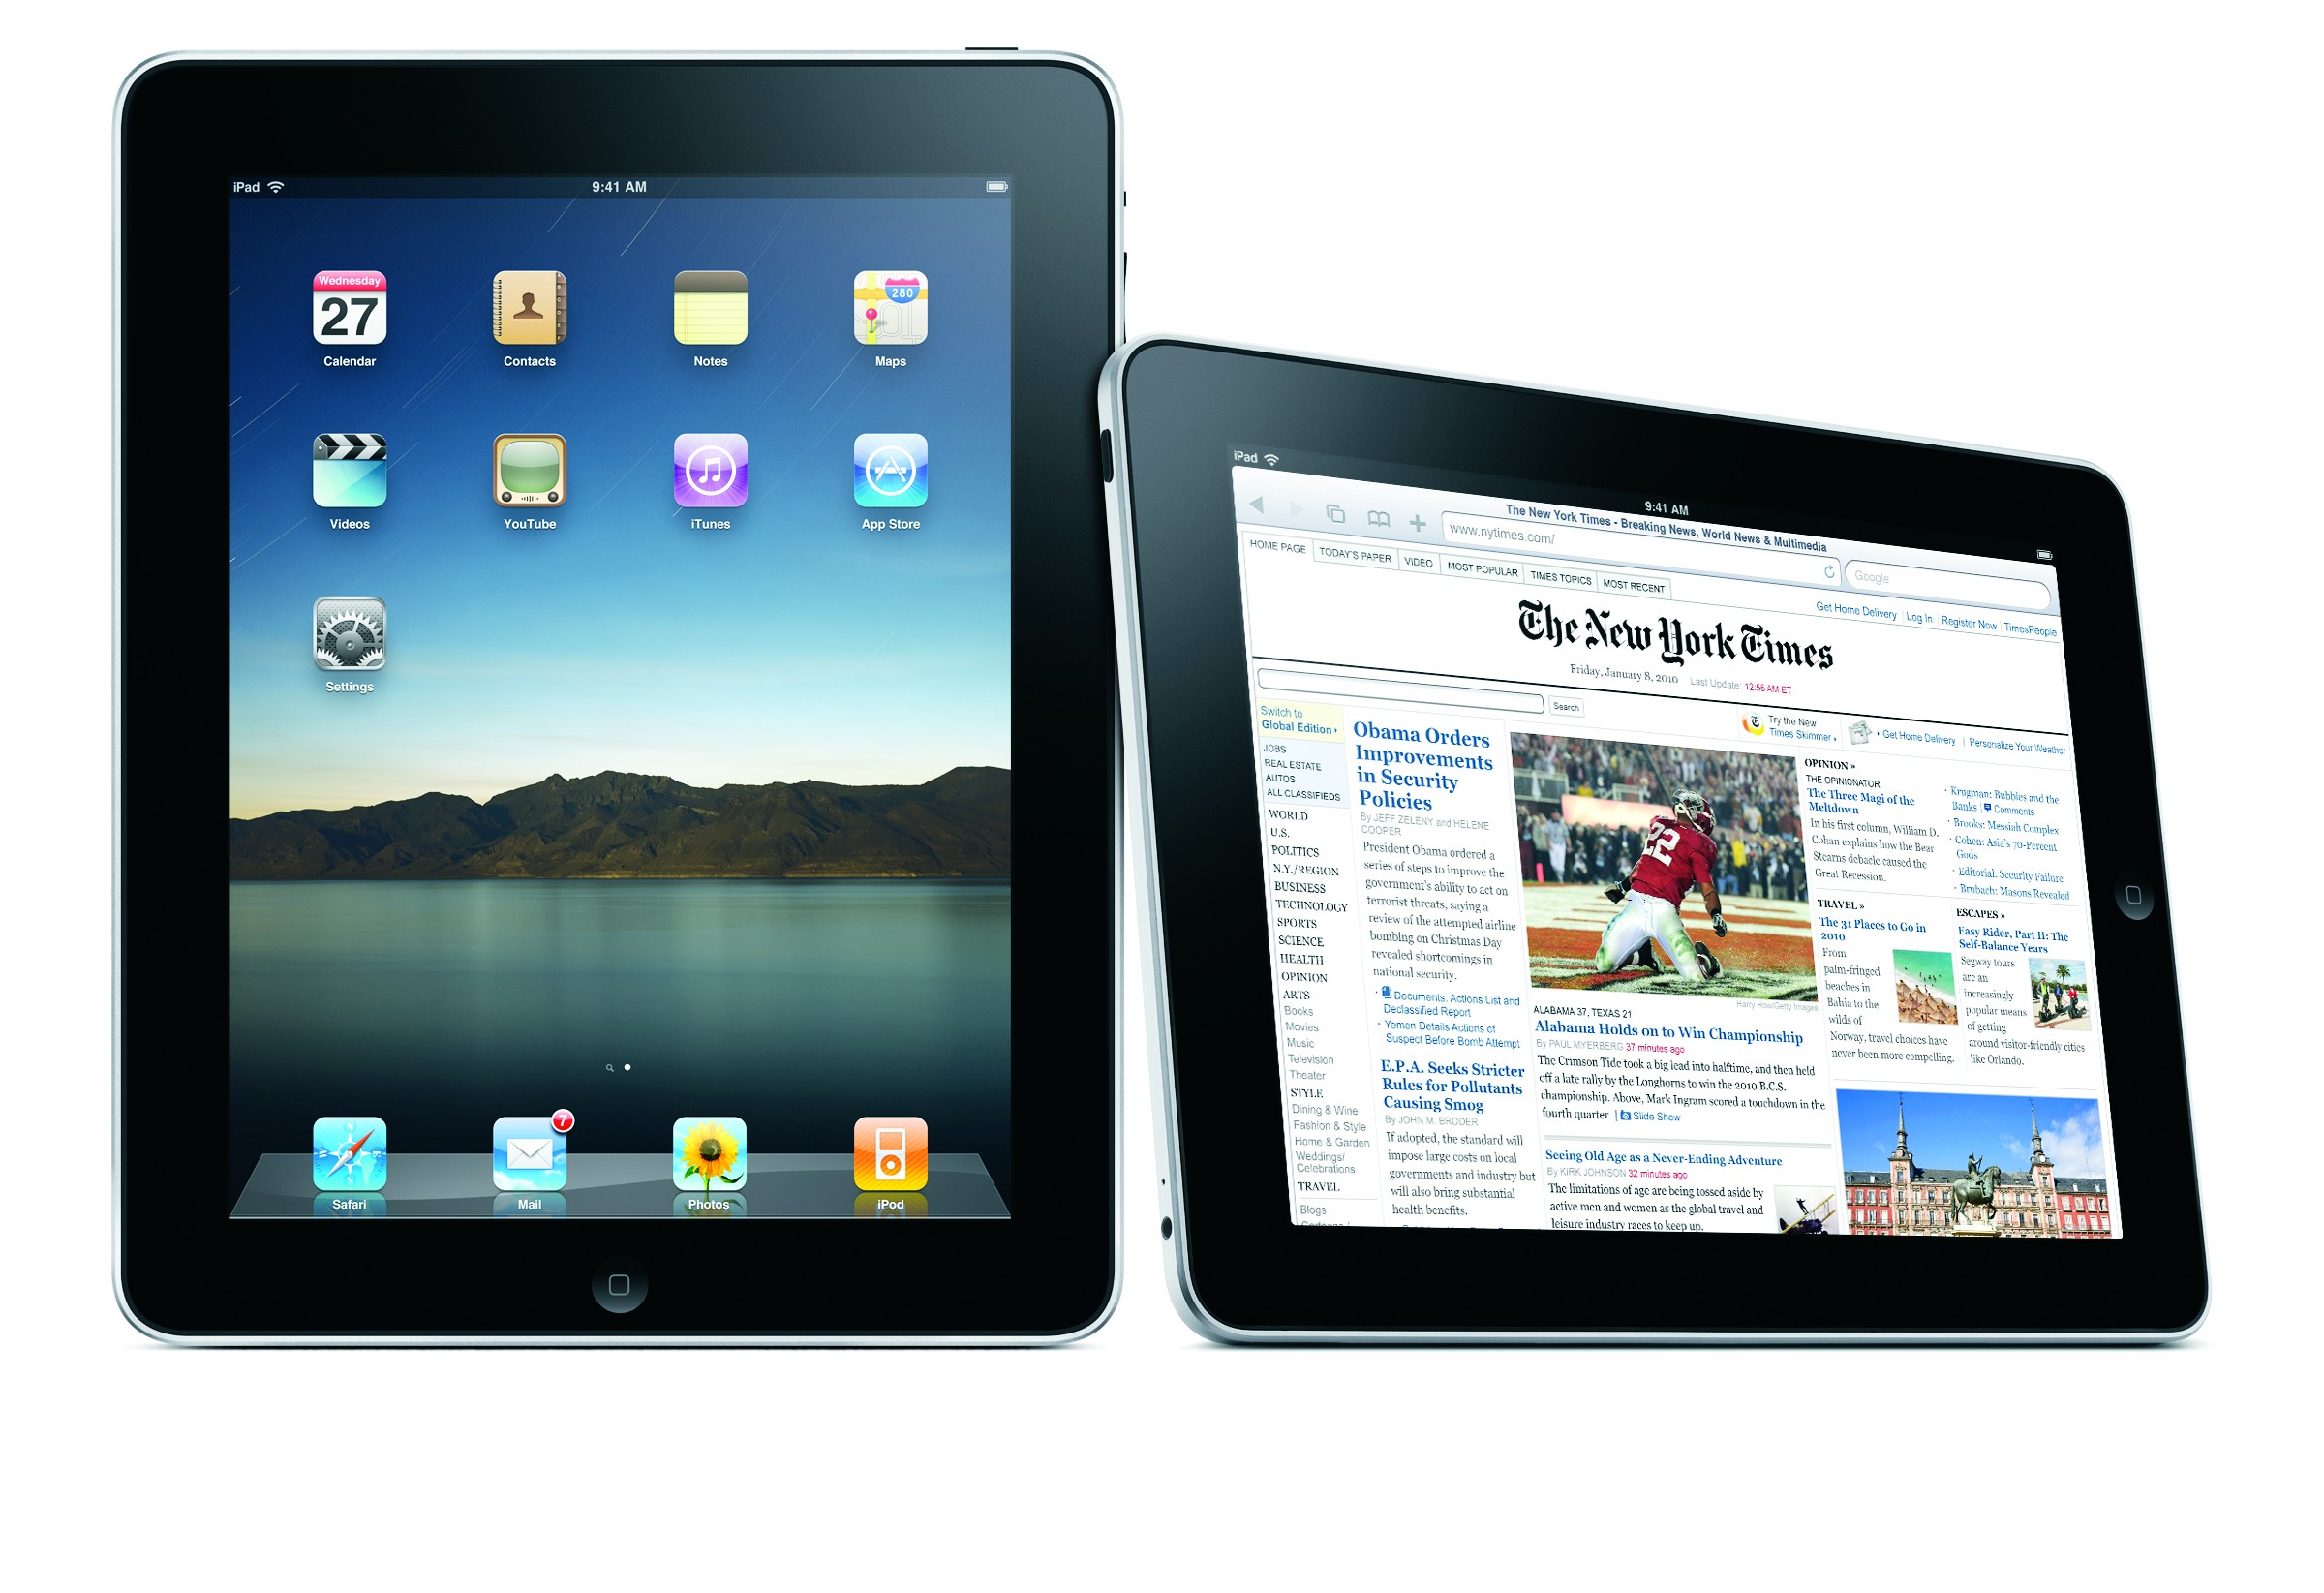 iPad
9:41 AM
Wednesday
27
Calendar
Contacts
Notes
280
Maps
Videos
YouTube
iTunes
App Store
Settings
Safari
7
Mail
Photos
iPod
iPad
9:41 AM
The New York Times - Breaking News, World News & Multimedia
www.nytimes.com/
Google
HOME PAGE
TODAY'S PAPER
VIDEO
MOST POPULAR
TIMES TOPICS
MOST RECENT
Get Home Delivery
Log In
Register Now
TimesPeople
The New York Times
Friday, January 8, 2010
Last Update: 12:56 AM ET
Search
Try the New
Times Skimmer
Get Home Delivery
Personalize Your Weather
Switch to
Global Edition
JOBS
REAL ESTATE
AUTOS
ALL CLASSIFIEDS
WORLD
U.S.
POLITICS
N.Y./REGION
BUSINESS
TECHNOLOGY
SPORTS
SCIENCE
HEALTH
OPINION
ARTS
Books
Movies
Music
Television
Theater
STYLE
Dining & Wine
Fashion & Style
Home & Garden
Weddings/
Celebrations
TRAVEL
Blogs
Obama Orders
Improvements
in Security
Policies
By JEFF ZELENY and HELENE
COOPER
President Obama ordered a
series of steps to improve the
government's ability to act on
terrorist threats, saying a
review of the attempted airline
bombing on Christmas Day
revealed shortcomings in
national security.
Documents: Actions List and
Declassified Report
Yemen Details Actions of
Suspect Before Bomb Attempt
E.P.A. Seeks Stricter
Rules for Pollutants
Causing Smog
By JOHN M. BRODER
If adopted, the standard will
impose large costs on local
governments and industry but
will also bring substantial
health benefits.
22
Harry How/Getty Images
ALABAMA 37, TEXAS 21
Alabama Holds on to Win Championship
By PAUL MYERBERG 37 minutes ago
The Crimson Tide took a big lead into halftime, and then held
off a late rally by the Longhorns to win the 2010 B.C.S.
championship. Above, Mark Ingram scored a touchdown in the
fourth quarter. | Slide Show
Seeing Old Age as a Never-Ending Adventure
By KIRK JOHNSON 32 minutes ago
The limitations of age are being tossed aside by
active men and women as the global travel and
leisure industry races to keep up.
OPINION »
THE OPINIONATOR
The Three Magi of the
Meltdown
In his first column, William D.
Cohan explains how the Bear
Stearns debacle caused the
Great Recession.
Krugman: Bubbles and the
Banks | Comments
Brooks: Messiah Complex
Cohen: Asia's 70-Percent
Gods
Editorial: Security Failure
Brubach: Masons Revealed
TRAVEL »
The 31 Places to Go in
2010
From
palm-fringed
beaches in
Bahia to the
wilds of
Norway, travel choices have
never been more compelling.
ESCAPES »
Easy Rider, Part II: The
Self-Balance Years
Segway tours
are an
increasingly
popular means
of getting
around visitor-friendly cities
like Orlando.